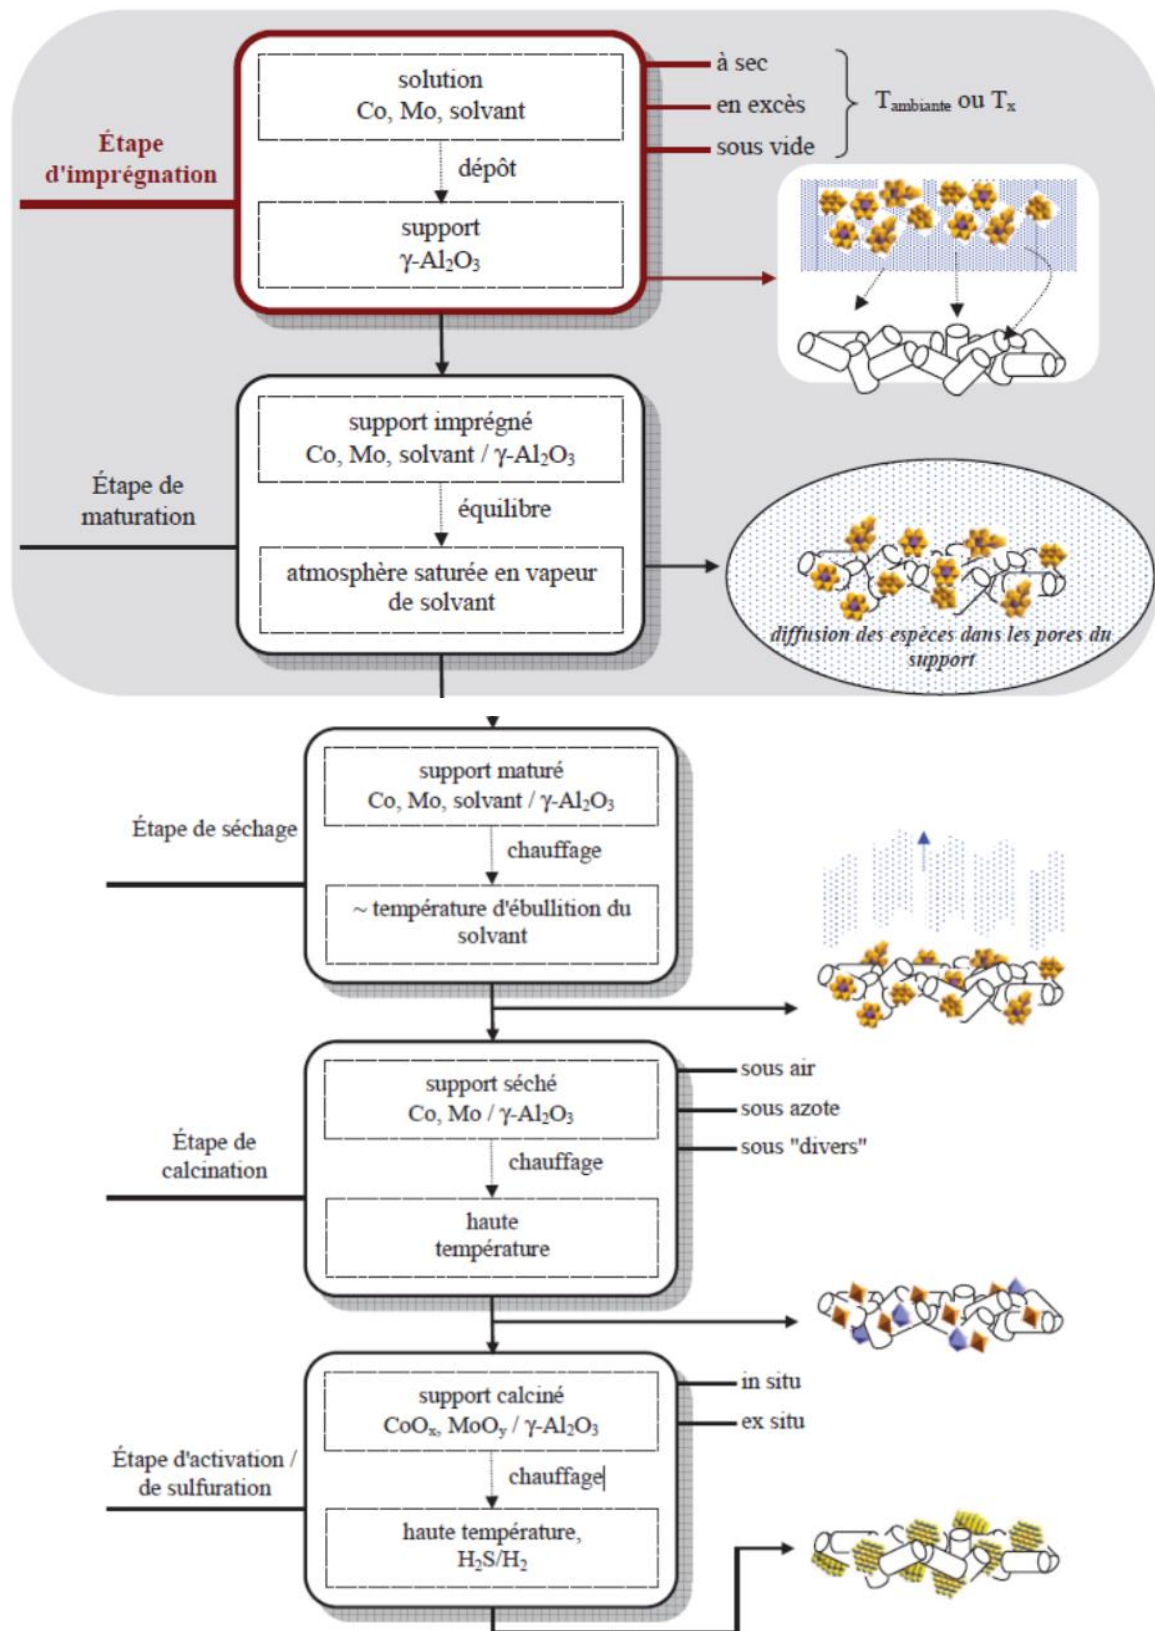 Étape
d'imprégnation
solution
Co, Mo, solvant
dépôt
support
γ-Al₂O₃
à sec
en excès
sous vide
T_ambiante ou T_x
Étape de
maturation
support imprégné
Co, Mo, solvant / γ-Al₂O₃
équilibre
atmosphère saturée en vapeur
de solvant
diffusion des espèces dans les pores du
support
Étape de séchage
support maturé
Co, Mo, solvant / γ-Al₂O₃
chauffage
~ température d'ébullition du
solvant
Étape de
calcination
support séché
Co, Mo / γ-Al₂O₃
chauffage
haute
température
sous air
sous azote
sous "divers"
Étape d'activation /
de sulfuration
support calciné
CoOₓ, MoO_y / γ-Al₂O₃
chauffage
haute température,
H₂S/H₂
in situ
ex situ